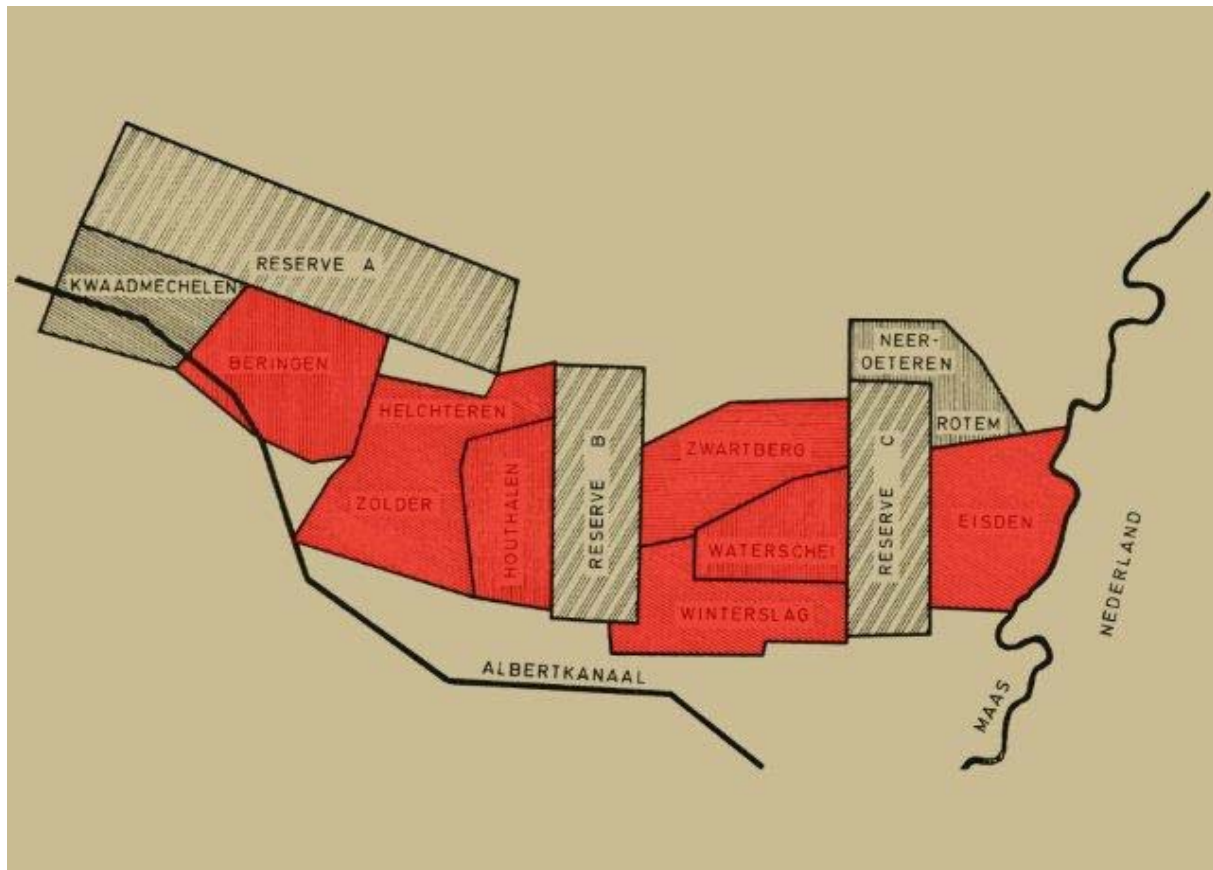 RESERVE A
KWAADMECHELEN
BERINGEN
NEER-
OETEREN
HELCHTEREN
ROTEM
ZWARTBERG
RESERVE B
RESERVE C
ZOLDER
HOUTHALEN
EISDEN
WATERSCHEI
WINTERSLAG
NEDERLAND
ALBERTKANAAL
MAAS